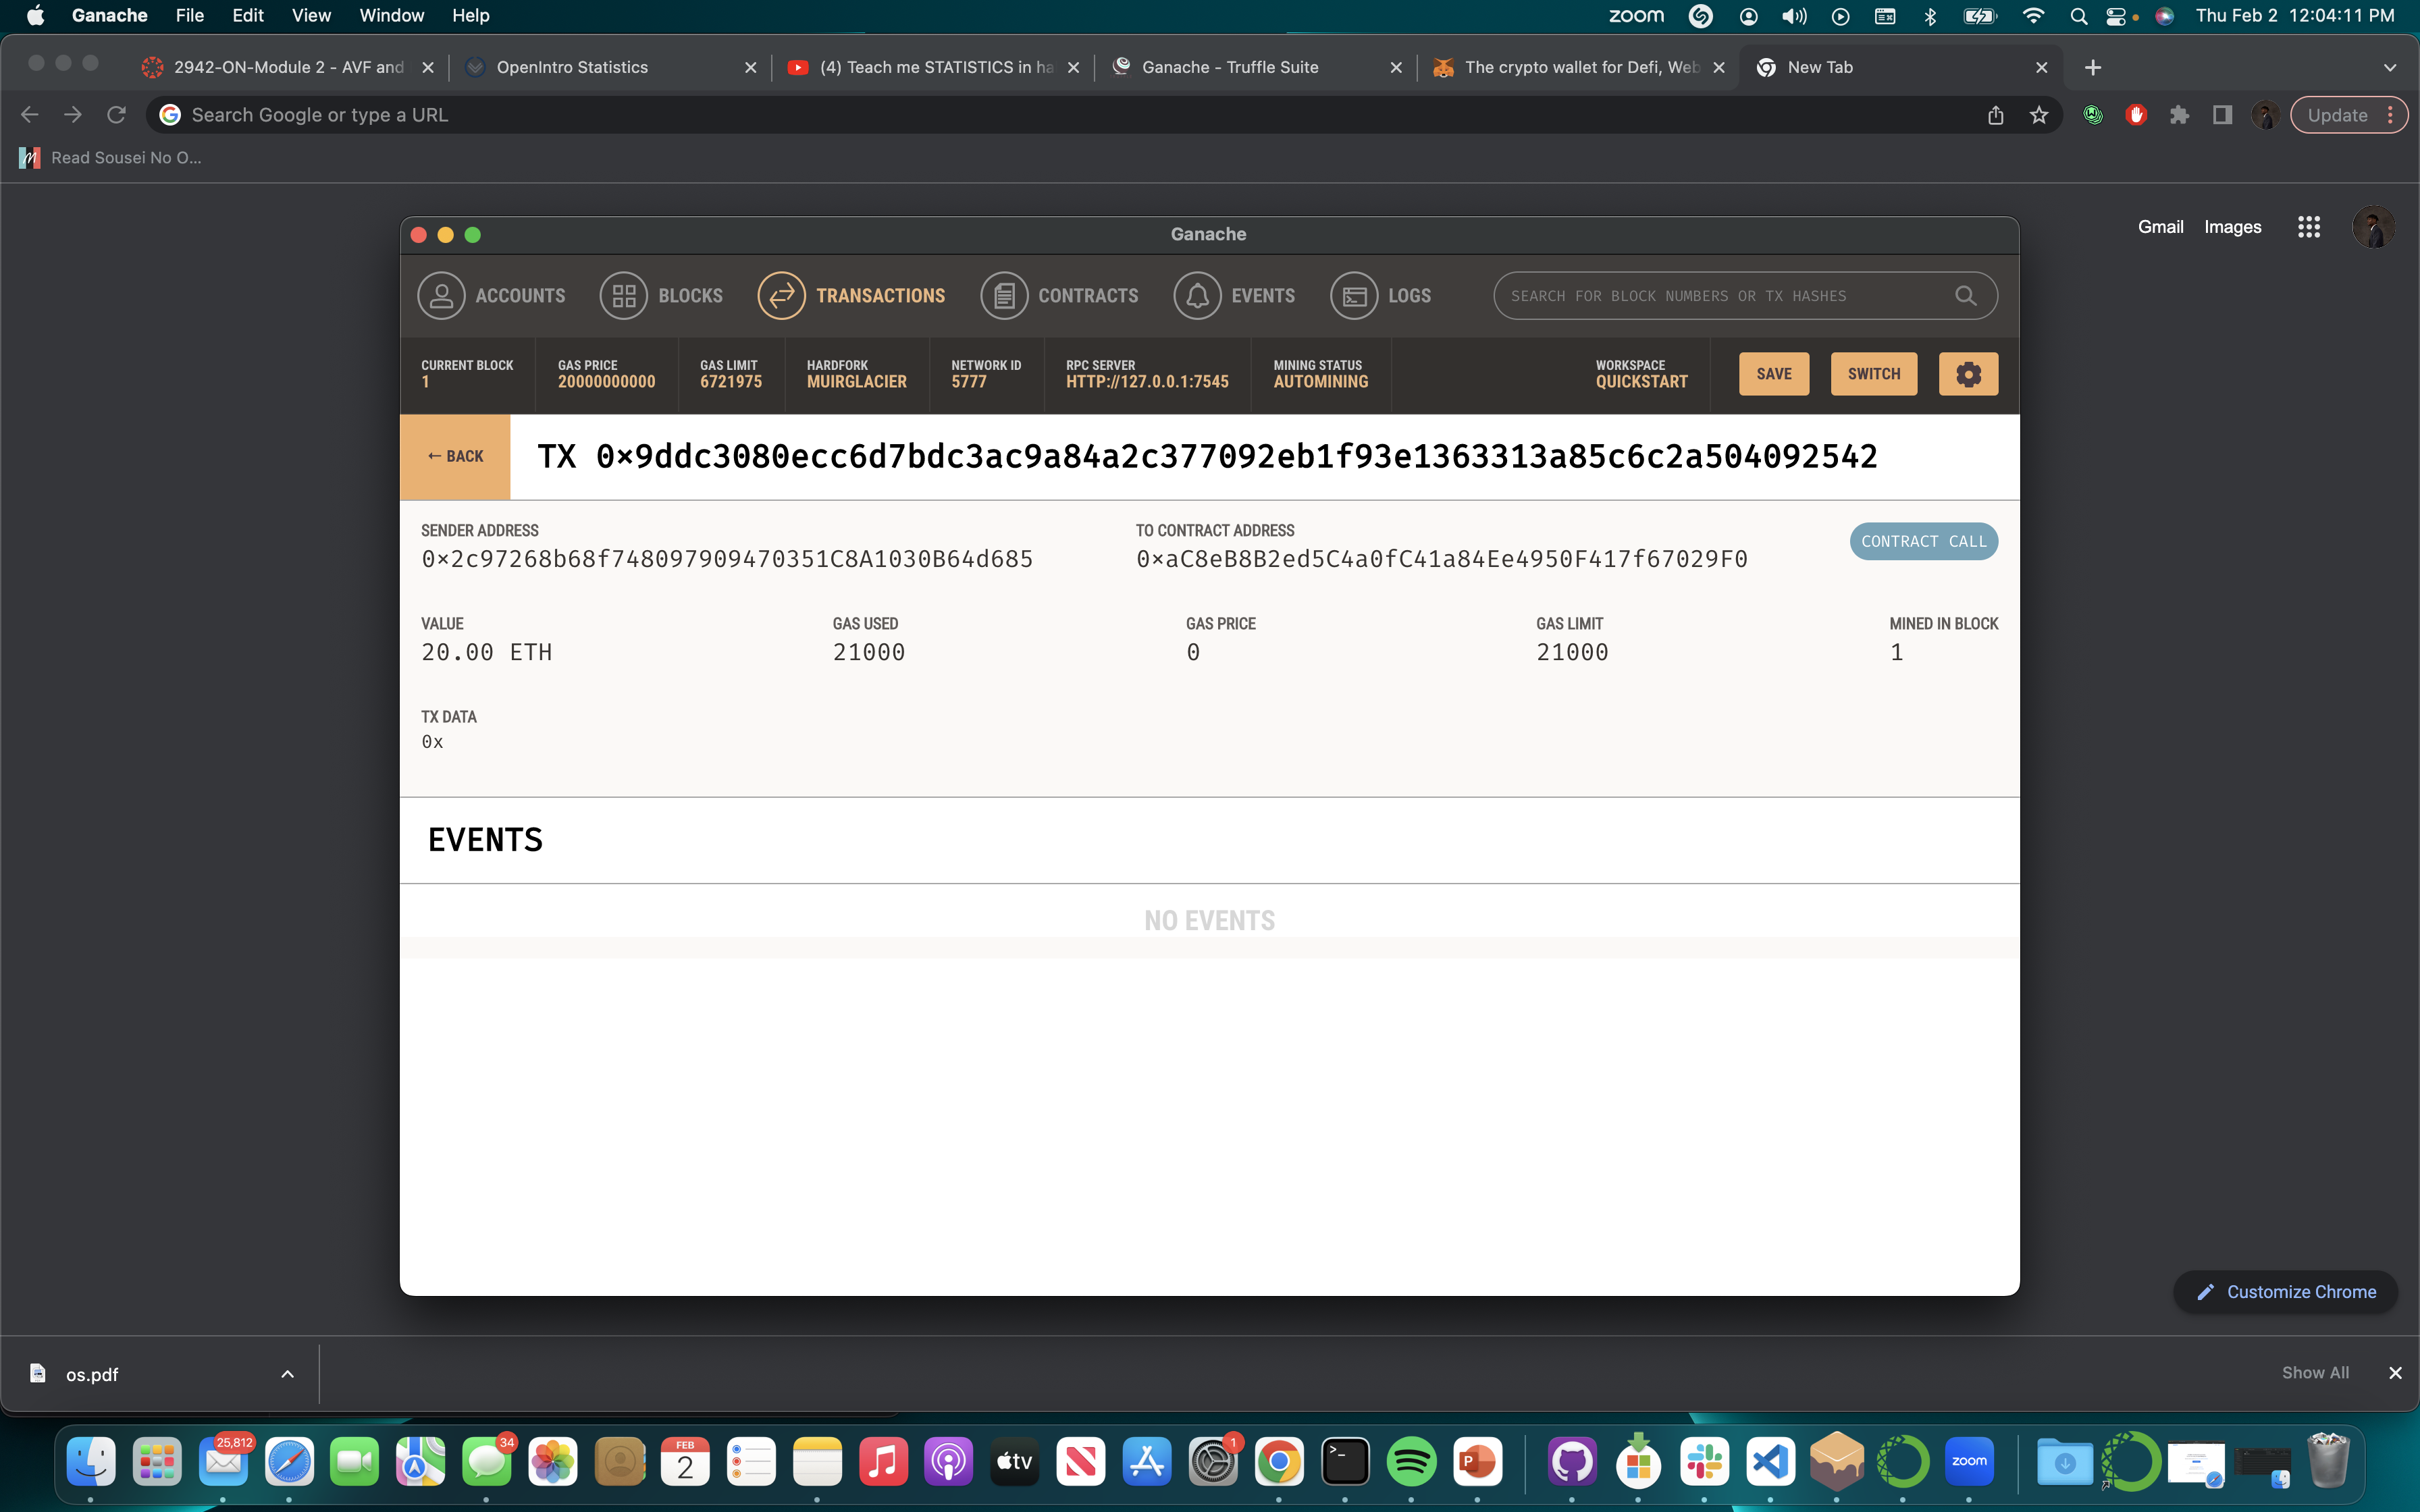 Ganache File Edit View Window Help zoom Thu Feb 2 12:04:11 PM
2942-ON-Module 2 - AVF and OpenIntro Statistics (4) Teach me STATISTICS in ha Ganache - Truffle Suite The crypto wallet for Defi, Web New Tab
Search Google or type a URL Update
Read Sousei No O...
Gmail Images
Ganache
ACCOUNTS BLOCKS TRANSACTIONS CONTRACTS EVENTS LOGS SEARCH FOR BLOCK NUMBERS OR TX HASHES
CURRENT BLOCK GAS PRICE GAS LIMIT HARDFORK NETWORK ID RPC SERVER MINING STATUS WORKSPACE
1 20000000000 6721975 MUIRGLACIER 5777 HTTP://127.0.0.1:7545 AUTOMINING QUICKSTART SAVE SWITCH
← BACK TX 0×9ddc3080ecc6d7bdc3ac9a84a2c377092eb1f93e1363313a85c6c2a504092542
SENDER ADDRESS TO CONTRACT ADDRESS
0×2c97268b68f748097909470351C8A1030B64d685 0×aC8eB8B2ed5C4a0fC41a84Ee4950F417f67029F0 CONTRACT CALL
VALUE GAS USED GAS PRICE GAS LIMIT MINED IN BLOCK
20.00 ETH 21000 0 21000 1
TX DATA
0x
EVENTS
NO EVENTS
Customize Chrome
os.pdf Show All
25,812 34 FEB 2 tv 1 P zoom